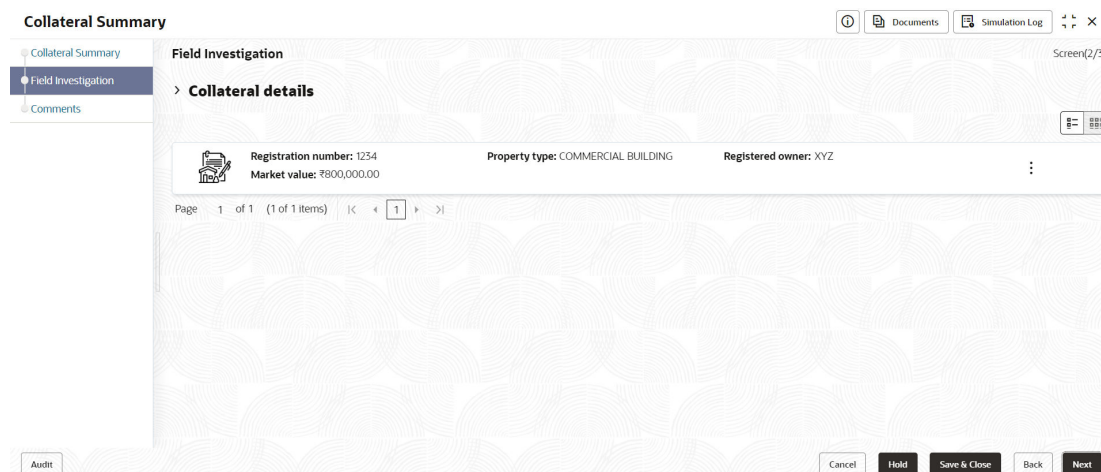 Collateral Summary
Documents
Simulation Log
Collateral Summary
Field Investigation
Comments
Field Investigation
Screen(2/3
Collateral details
Registration number: 1234
Property type: COMMERCIAL BUILDING
Registered owner: XYZ
Market value: ₹800,000.00
Page 1 of 1 (1 of 1 items) 1
Audit
Cancel
Hold
Save & Close
Back
Next